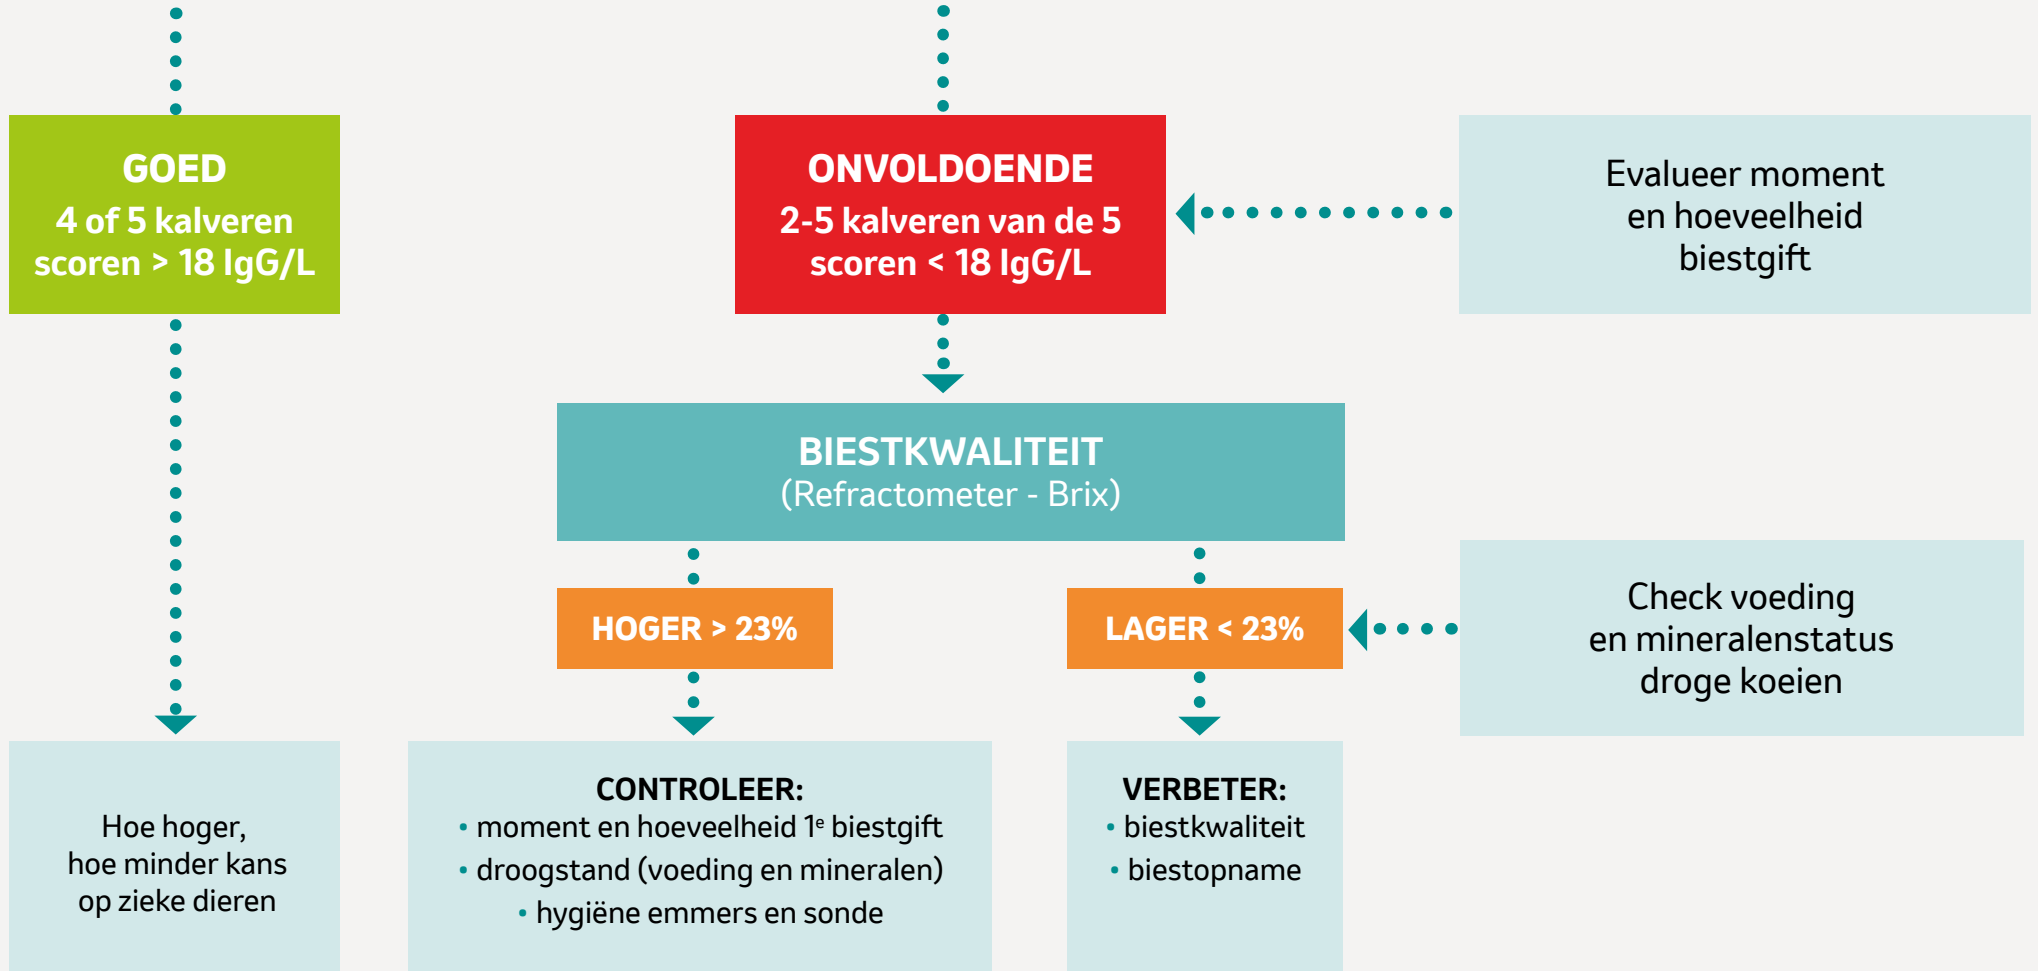 GOED
4 of 5 kalveren
scoren > 18 IgG/L
ONVOLDOENDE
2-5 kalveren van de 5
scoren < 18 IgG/L
Evalueer moment
en hoeveelheid
biestgift
BIESTKWALITEIT
(Refractometer - Brix)
HOGER > 23%
LAGER < 23%
Check voeding
en mineralenstatus
droge koeien
Hoe hoger,
hoe minder kans
op zieke dieren
CONTROLEER:
• moment en hoeveelheid 1ᵉ biestgift
• droogstand (voeding en mineralen)
• hygiëne emmers en sonde
VERBETER:
• biestkwaliteit
• biestopname